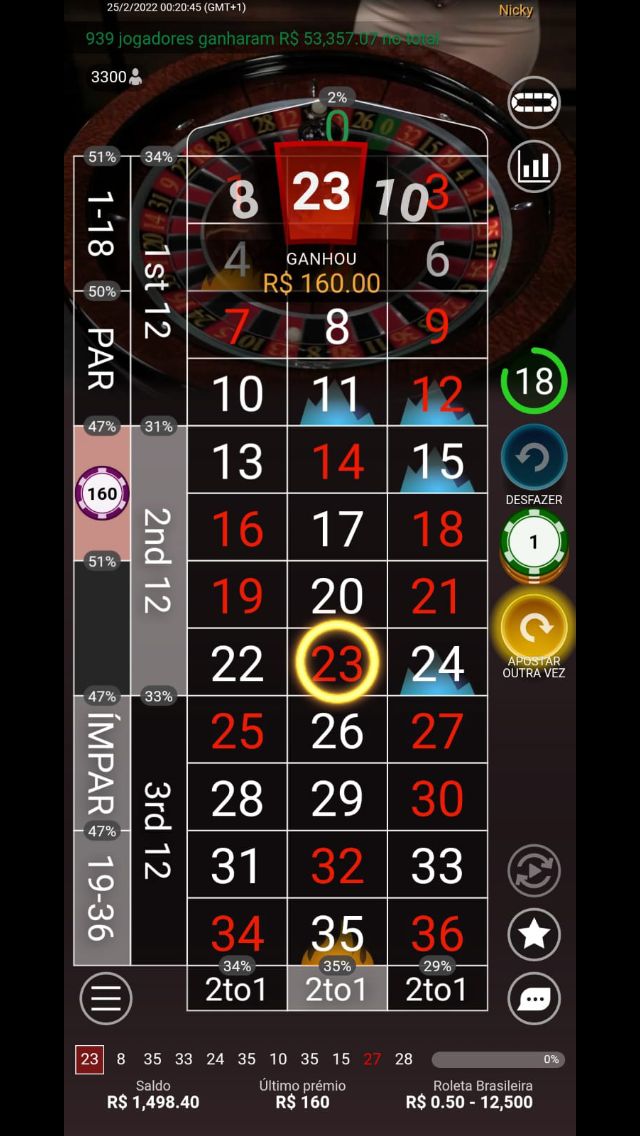 25/2/2022 00:20:45 (GMT+1)
Nicky
939 jogadores ganharam R$ 53,357.07 no total
3300
2%
0
51%
34%
8 23 10
1 3
1-18
1st 12
GANHOU
R$ 160.00
4 6
50%
7 8 9
PAR
10 11 12
18
47%
31%
13 14 15
160
DESFAZER
2nd 12
16 17 18
1
51%
19 20 21
22 23 24
APOSTAR
OUTRA VEZ
47%
33%
25 26 27
ÍMPAR
28 29 30
3rd 12
47%
31 32 33
19-36
34 35 36
34% 35% 29%
2to1 2to1 2to1
23 8 35 33 24 35 10 35 15 27 28
0%
Saldo
R$ 1,498.40
Último prémio
R$ 160
Roleta Brasileira
R$ 0.50 - 12,500